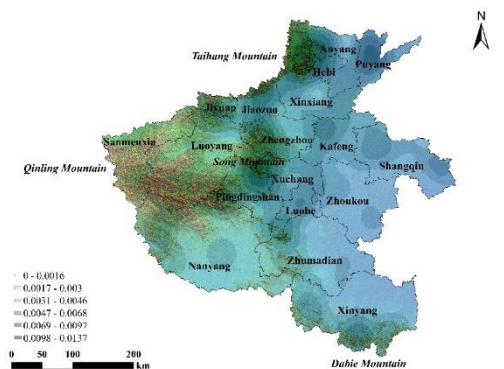 N
Taihang Mountain
Anyang
Puyang
Hebi
Jiyuan
Jiaozuo
Xinxiang
Sanmenxia
Luoyang
Zhengzhou
Kafeng
Shangqiu
Qinling Mountain
Song Mountain
Xuchang
Pingdingshan
Zhoukou
Luohe
Nanyang
Zhumadian
Xinyang
Dabie Mountain
0 - 0.0016
0.0017 - 0.003
0.0031 - 0.0046
0.0047 - 0.0068
0.0069 - 0.0097
0.0098 - 0.0137
0 50 100 200
km